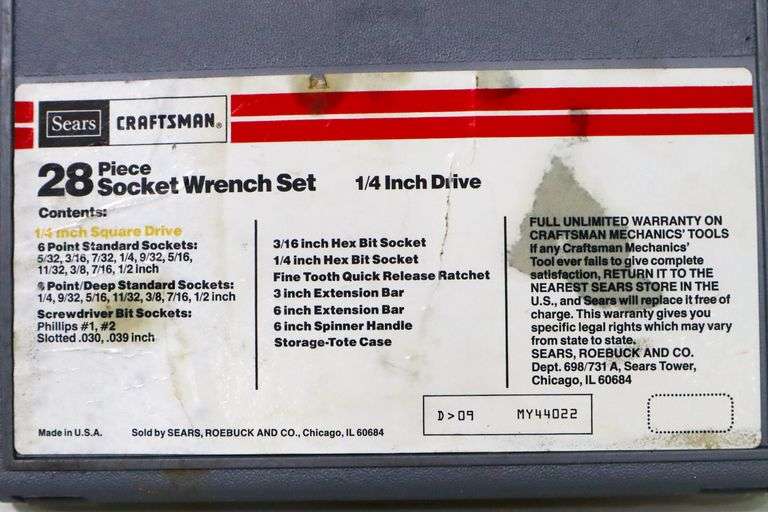 Sears CRAFTSMAN®
28 Piece Socket Wrench Set 1/4 Inch Drive
Contents:
1/4 inch Square Drive
6 Point Standard Sockets:
5/32, 3/16, 7/32, 1/4, 9/32, 5/16,
11/32, 3/8, 7/16, 1/2 inch
6 Point/Deep Standard Sockets:
1/4, 9/32, 5/16, 11/32, 3/8, 7/16, 1/2 inch
Screwdriver Bit Sockets:
Phillips #1, #2
Slotted .030, .039 inch
3/16 inch Hex Bit Socket
1/4 inch Hex Bit Socket
Fine Tooth Quick Release Ratchet
3 inch Extension Bar
6 inch Extension Bar
6 inch Spinner Handle
Storage-Tote Case
FULL UNLIMITED WARRANTY ON
CRAFTSMAN MECHANICS' TOOLS
If any Craftsman Mechanics'
Tool ever fails to give complete
satisfaction, RETURN IT TO THE
NEAREST SEARS STORE IN THE
U.S., and Sears will replace it free of
charge. This warranty gives you
specific legal rights which may vary
from state to state.
SEARS, ROEBUCK AND CO.
Dept. 698/731 A, Sears Tower,
Chicago, IL 60684
D>09 MY44022
Made in U.S.A. Sold by SEARS, ROEBUCK AND CO., Chicago, IL 60684